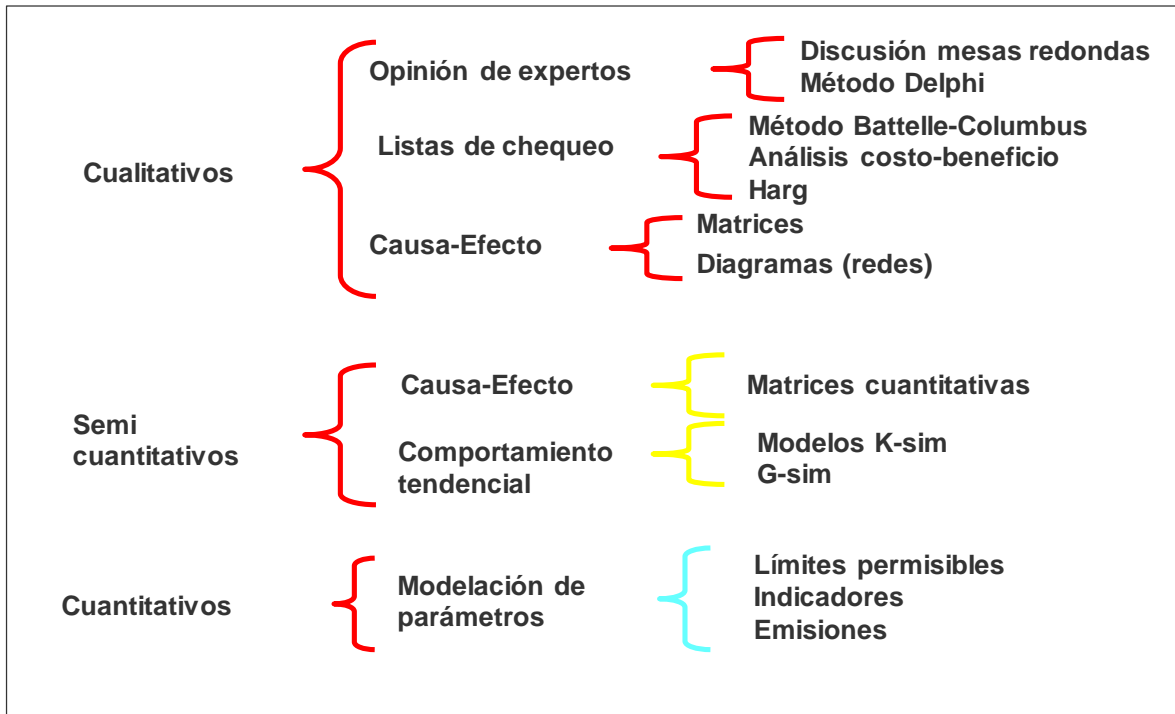 Cualitativos
Opinión de expertos
Discusión mesas redondas
Método Delphi
Listas de chequeo
Método Battelle-Columbus
Análisis costo-beneficio
Harg
Causa-Efecto
Matrices
Diagramas (redes)
Semi
cuantitativos
Causa-Efecto
Matrices cuantitativas
Comportamiento
tendencial
Modelos K-sim
G-sim
Cuantitativos
Modelación de
parámetros
Límites permisibles
Indicadores
Emisiones